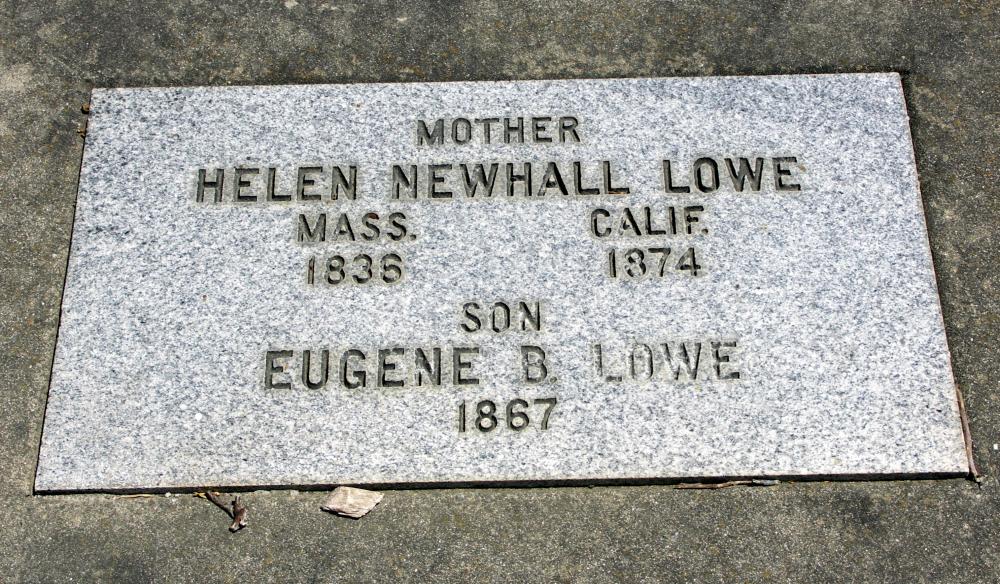 MOTHER
HELEN NEWHALL LOWE
MASS. CALIF.
1836 1874
SON
EUGENE B. LOWE
1867